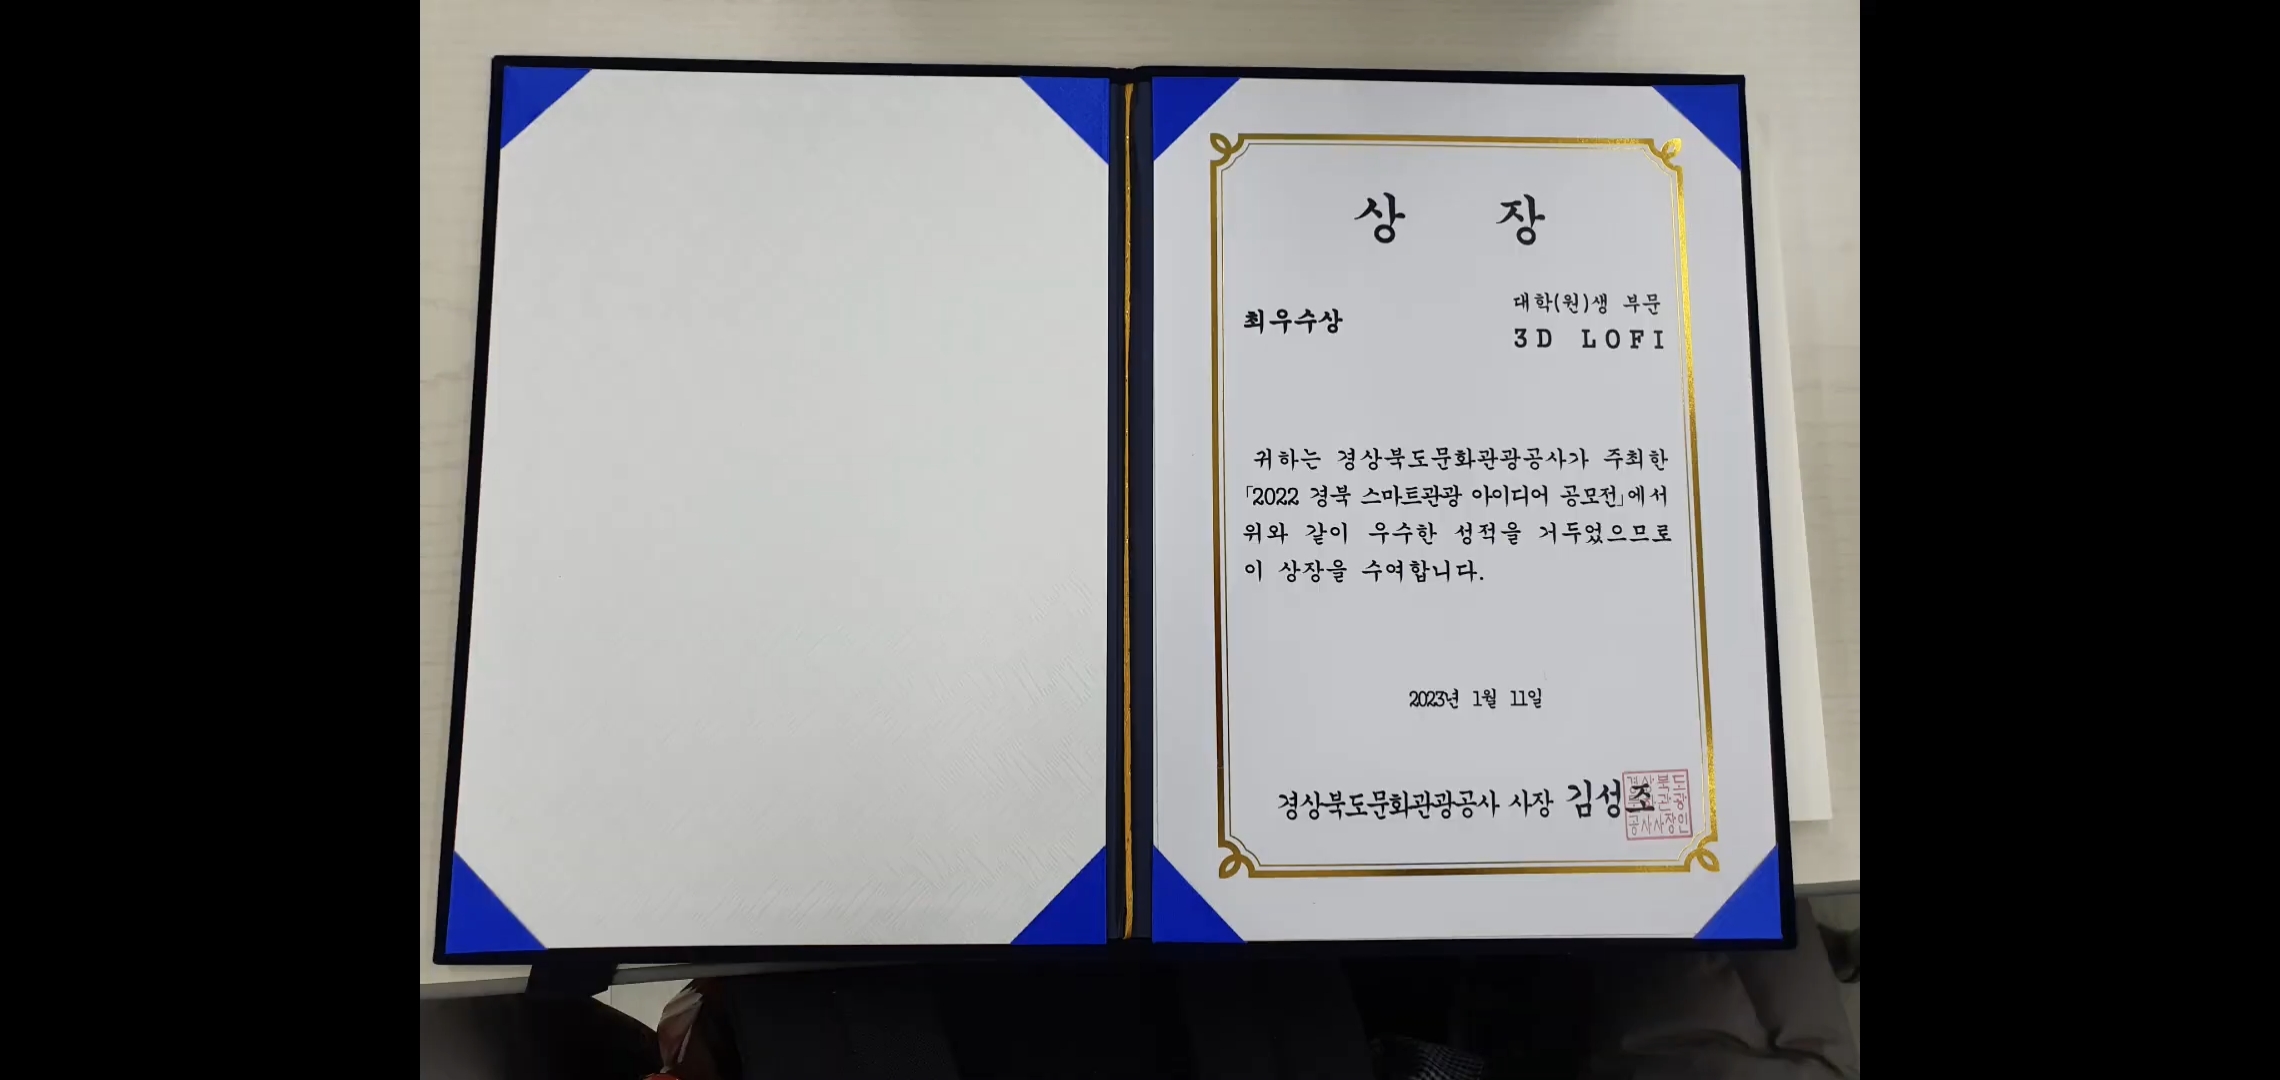 상 장
최우수상
대학(원)생 부문
3D LOFI
귀하는 경상북도문화관광공사가 주최한
「2022 경북 스마트관광 아이디어 공모전」에서
위와 같이 우수한 성적을 거두었으므로
이 상장을 수여합니다.
2023년 1월 11일
경상북도문화관광공사 사장 김성조
경상북도
문화관광
공사사장인